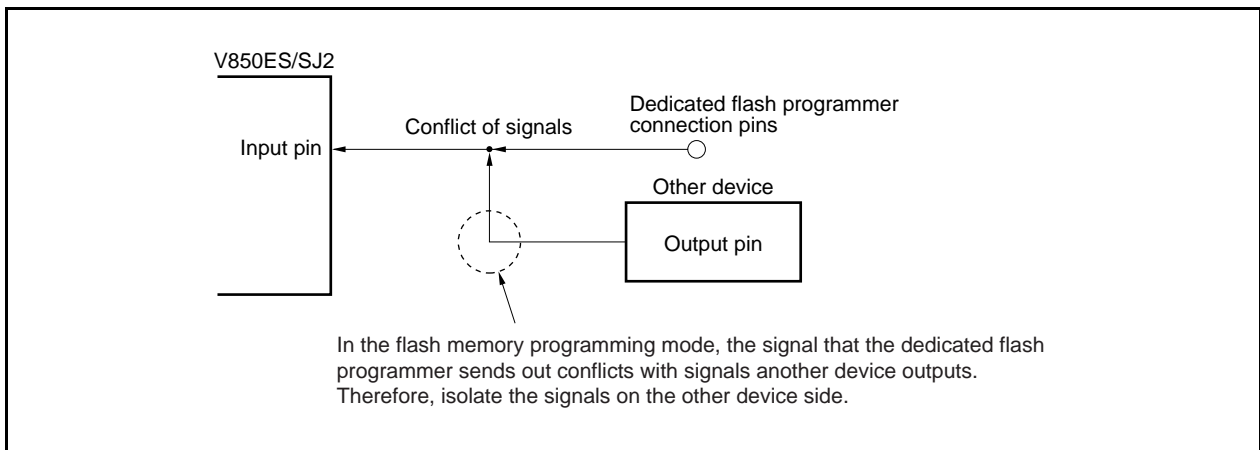 V850ES/SJ2
Dedicated flash programmer
connection pins
Conflict of signals
Input pin
Other device
Output pin
In the flash memory programming mode, the signal that the dedicated flash
programmer sends out conflicts with signals another device outputs.
Therefore, isolate the signals on the other device side.